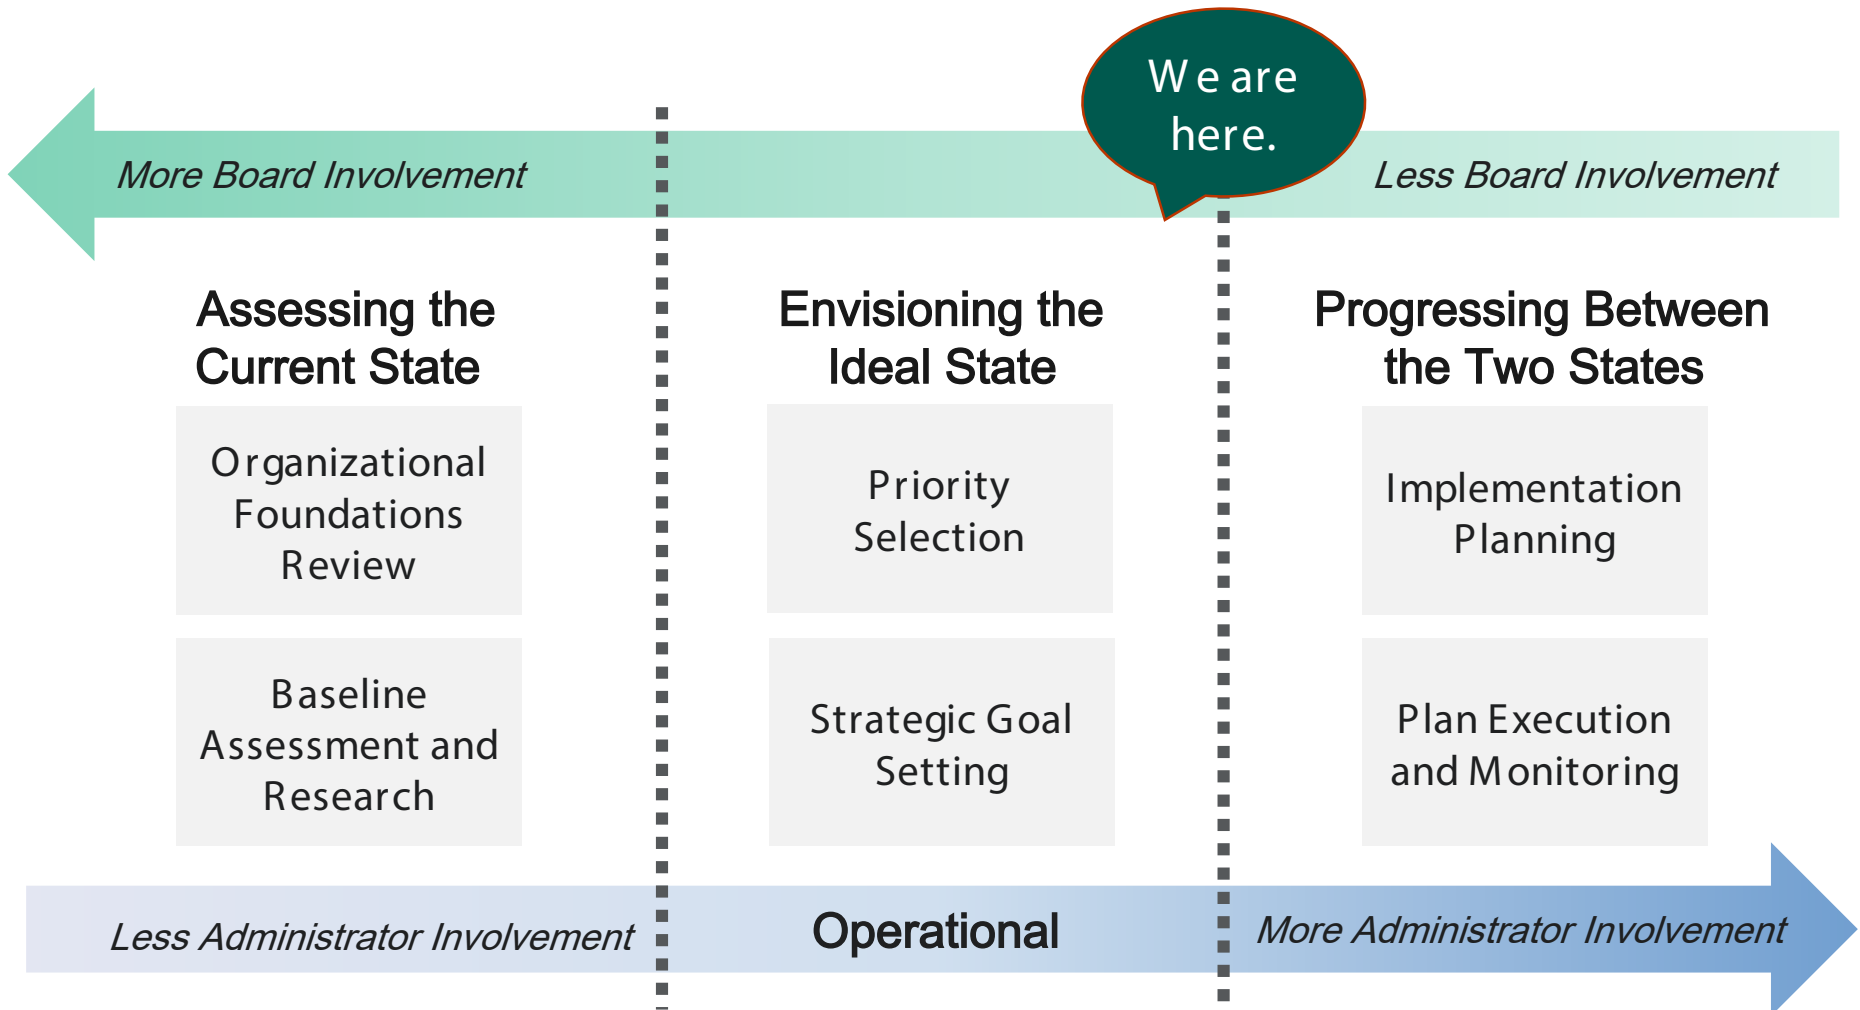 We are
here.
More Board Involvement
Less Board Involvement
Assessing the
Current State
Organizational
Foundations
Review
Baseline
Assessment and
Research
Envisioning the
Ideal State
Priority
Selection
Strategic Goal
Setting
Progressing Between
the Two States
Implementation
Planning
Plan Execution
and Monitoring
Less Administrator Involvement
Operational
More Administrator Involvement